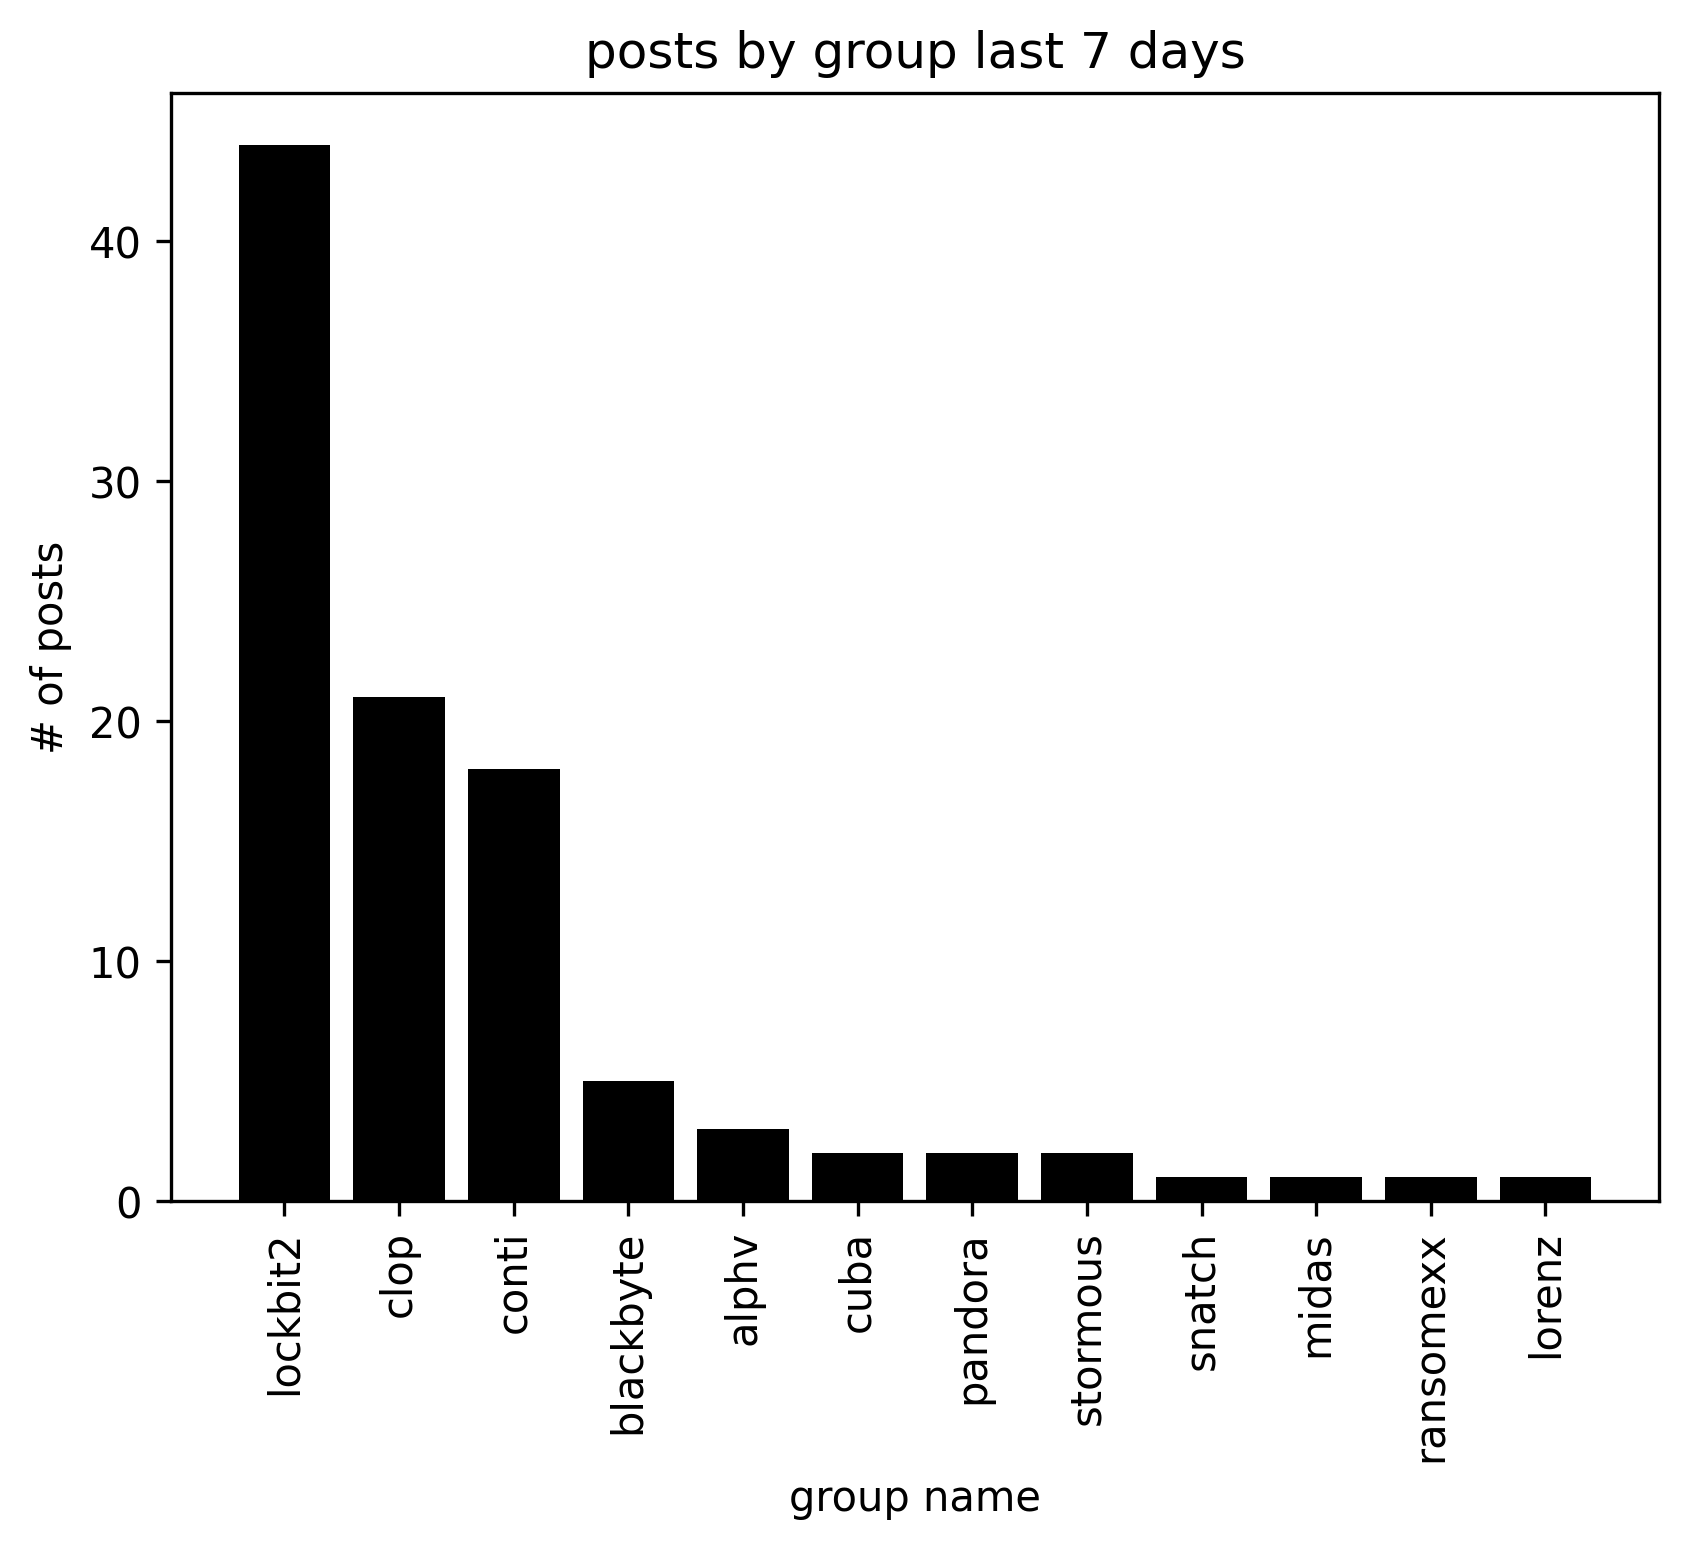 posts by group last 7 days
# of posts
40
30
20
10
0
lockbit2
clop
conti
blackbyte
alphv
cuba
pandora
stormous
snatch
midas
ransomexx
lorenz
group name